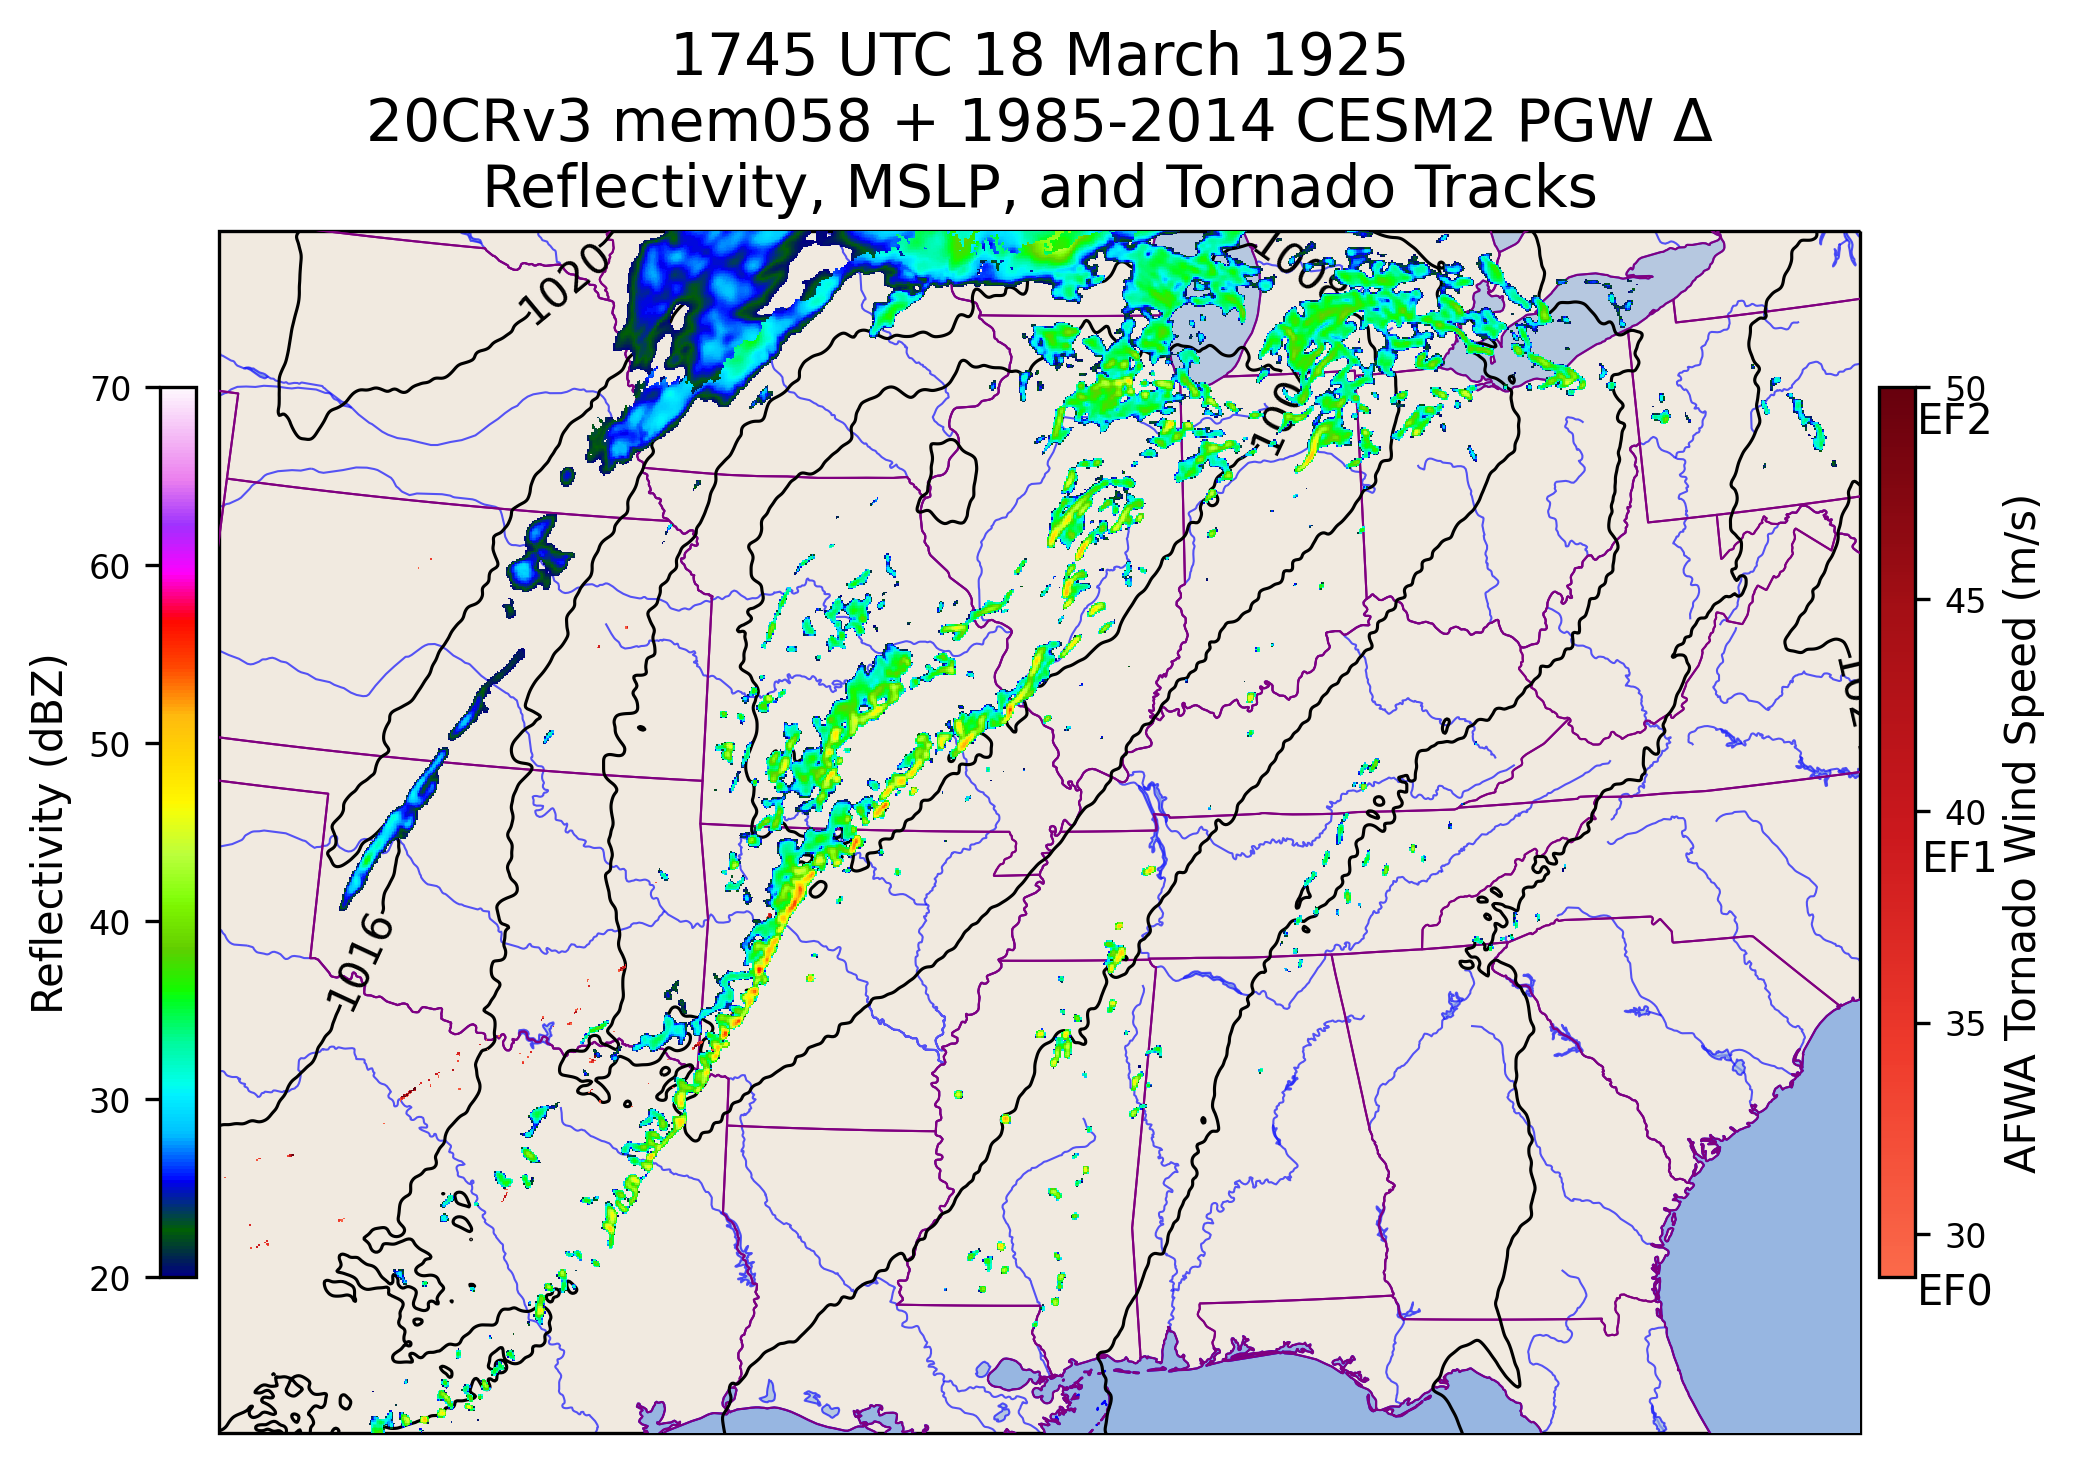 1745 UTC 18 March 1925
20CRv3 mem058 + 1985-2014 CESM2 PGW Δ
Reflectivity, MSLP, and Tornado Tracks
1020
1008
1016
70
60
50
40
30
20
Reflectivity (dBZ)
50
EF2
45
40
EF1
35
30
EF0
AFWA Tornado Wind Speed (m/s)